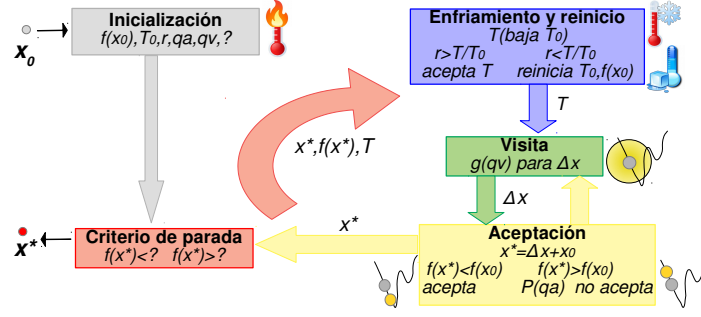 Inicialización
f(x₀),T₀,r,qa,qv,?
x₀
Enfriamiento y reinicio
T(baja T₀)
r>T/T₀ r<T/T₀
acepta T reinicia T₀,f(x₀)
T
x*,f(x*),T
Visita
g(qv) para Δx
Δx
x*
Criterio de parada
f(x*)<? f(x*)>?
x*
Aceptación
x*=Δx+x₀
f(x*)<f(x₀) f(x*)>f(x₀)
acepta P(qa) no acepta